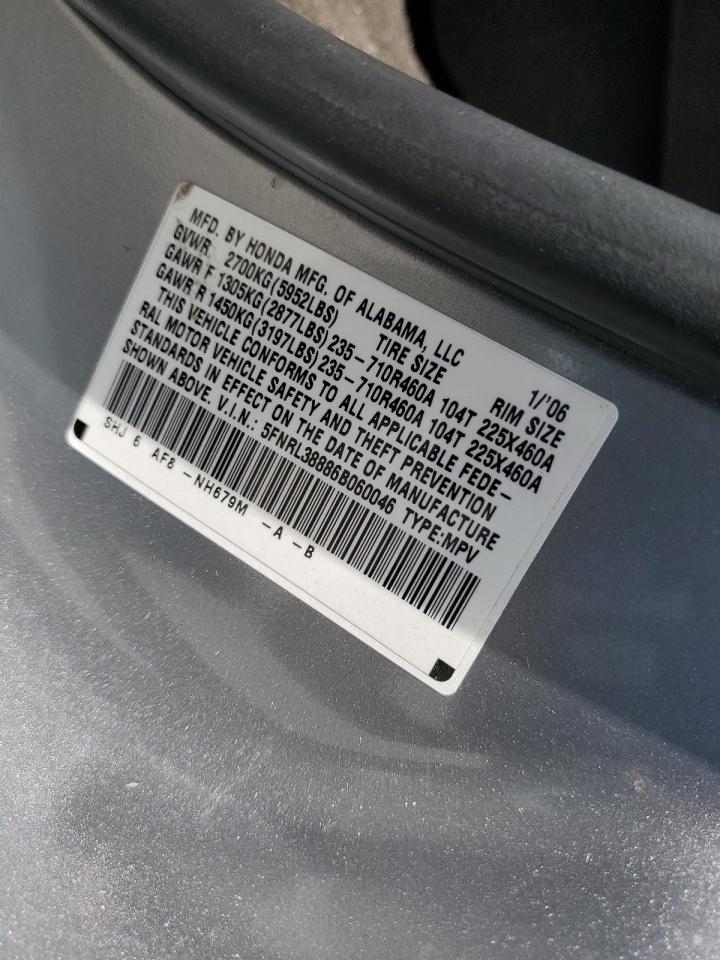 MFD. BY HONDA MFG. OF ALABAMA, LLC 1/'06
GVWR 2700KG(5952LBS) TIRE SIZE RIM SIZE
GAWR F 1305KG(2877LBS)235-710R460A 104T 225X460A
GAWR R 1450KG(3197LBS)235-710R460A 104T 225X460A
THIS VEHICLE CONFORMS TO ALL APPLICABLE FEDE-
RAL MOTOR VEHICLE SAFETY AND THEFT PREVENTION
STANDARDS IN EFFECT ON THE DATE OF MANUFACTURE
SHOWN ABOVE. V.I.N.: 5FNRL38886B060046 TYPE:MPV
SHJ 6 AF8 -NH679M -A -B